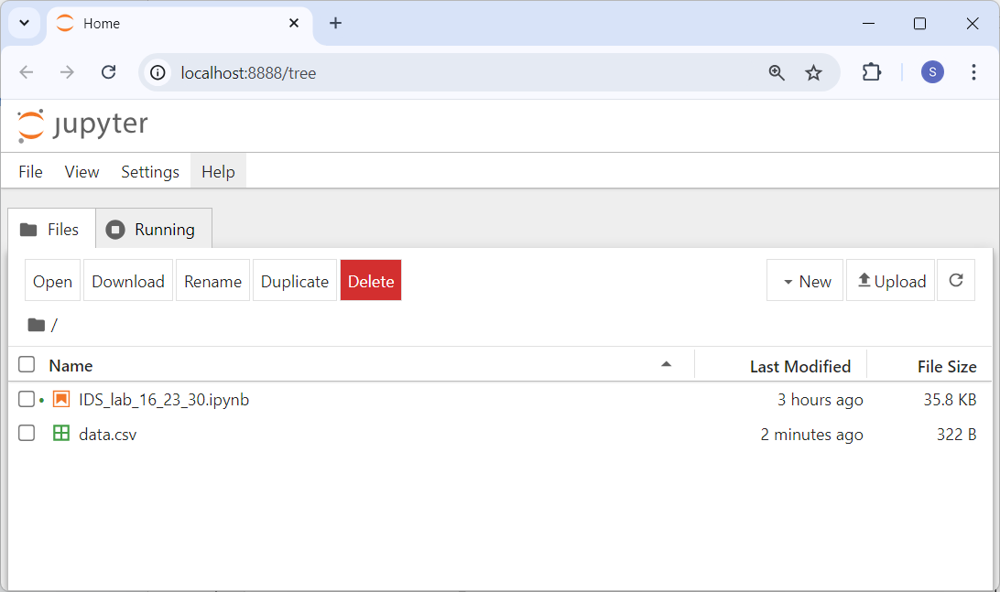 Home
localhost:8888/tree
S
jupyter
File View Settings Help
Files Running
Open Download Rename Duplicate Delete New Upload
/
Name Last Modified File Size
IDS_lab_16_23_30.ipynb 3 hours ago 35.8 KB
data.csv 2 minutes ago 322 B